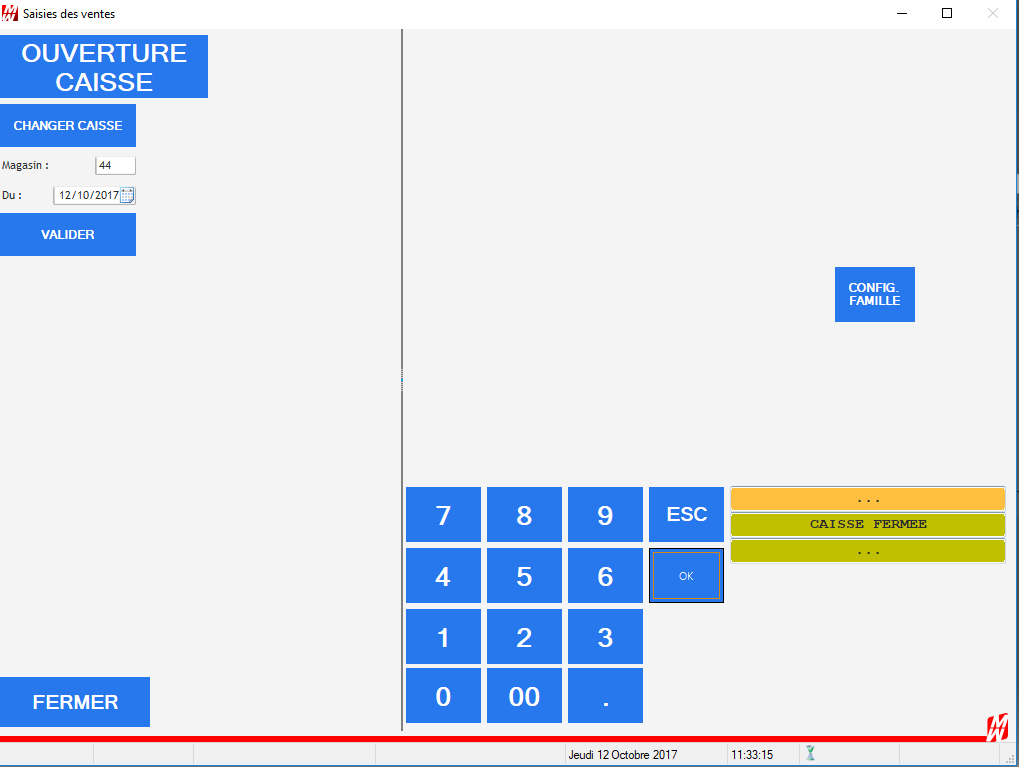 Saisies des ventes
OUVERTURE
CAISSE
CHANGER CAISSE
Magasin : 44
Du : 12/10/2017
VALIDER
CONFIG.
FAMILLE
7 8 9 ESC
4 5 6 OK
1 2 3
0 00 .
...
CAISSE FERMEE
...
FERMER
Jeudi 12 Octobre 2017 11:33:15